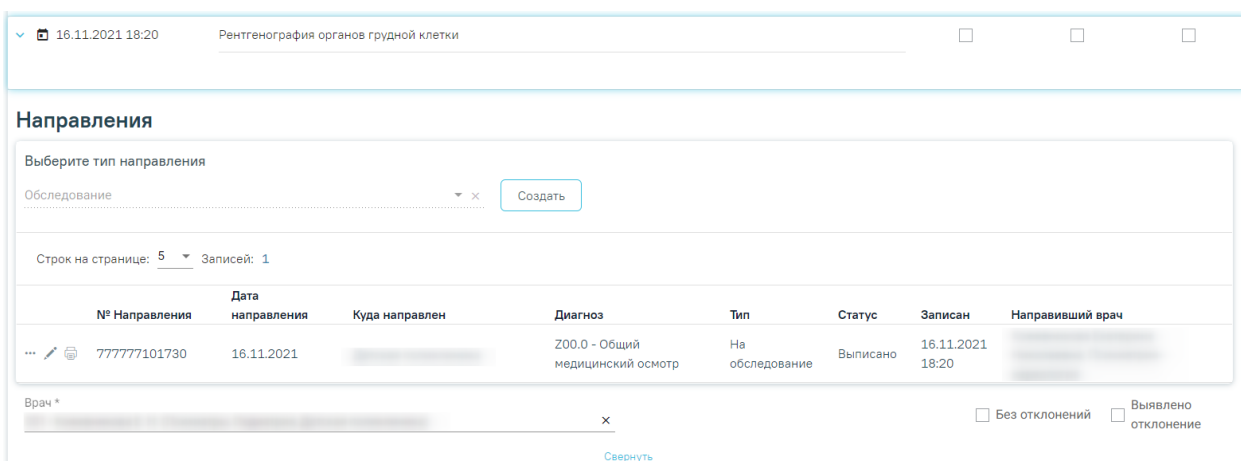 16.11.2021 18:20 Рентгенография органов грудной клетки
Направления
Выберите тип направления
Обследование
Создать
Строк на странице: 5 Записей: 1
№ Направления Дата направления Куда направлен Диагноз Тип Статус Записан Направивший врач
777777101730 16.11.2021 Z00.0 - Общий медицинский осмотр На обследование Выписано 16.11.2021 18:20
Врач *
Без отклонений
Выявлено отклонение
Свернуть